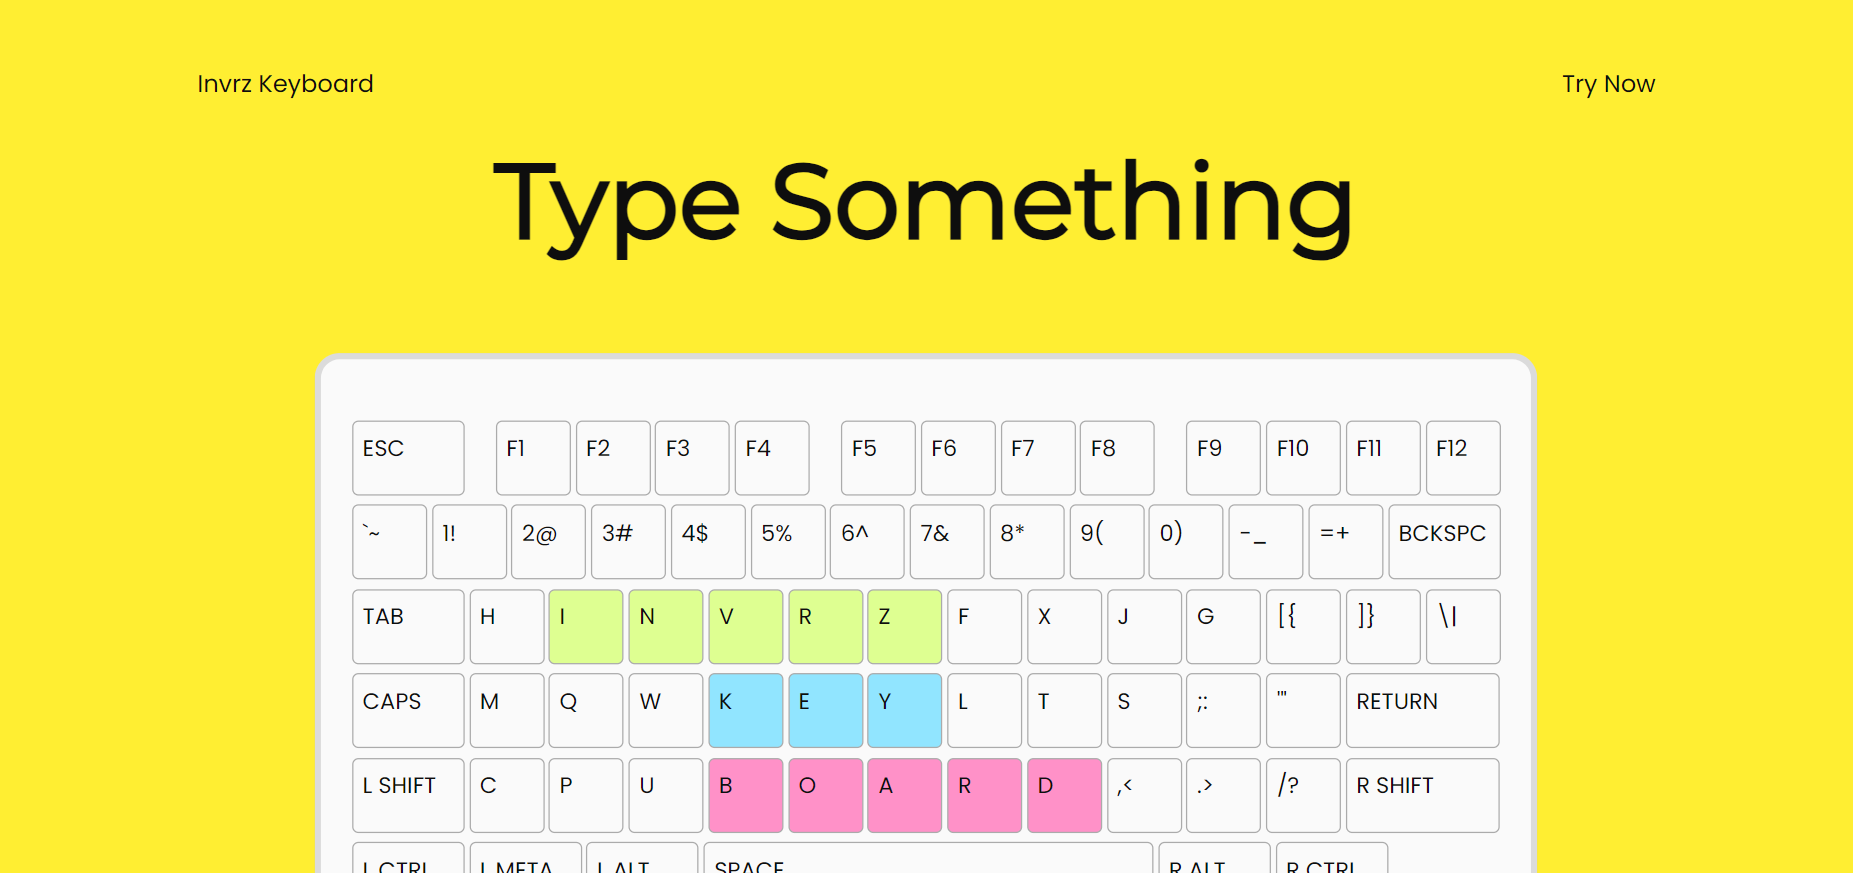 Invrz Keyboard Try Now
Type Something
ESC F1 F2 F3 F4 F5 F6 F7 F8 F9 F10 F11 F12
`~ 1! 2@ 3# 4$ 5% 6^ 7& 8* 9( 0) -_ =+ BCKSPC
TAB H I N V R Z F X J G [{ ]} \|
CAPS M Q W K E Y L T S ;: '" RETURN
L SHIFT C P U B O A R D ,< .> /? R SHIFT
L CTRL L META L ALT SPACE R ALT R CTRL